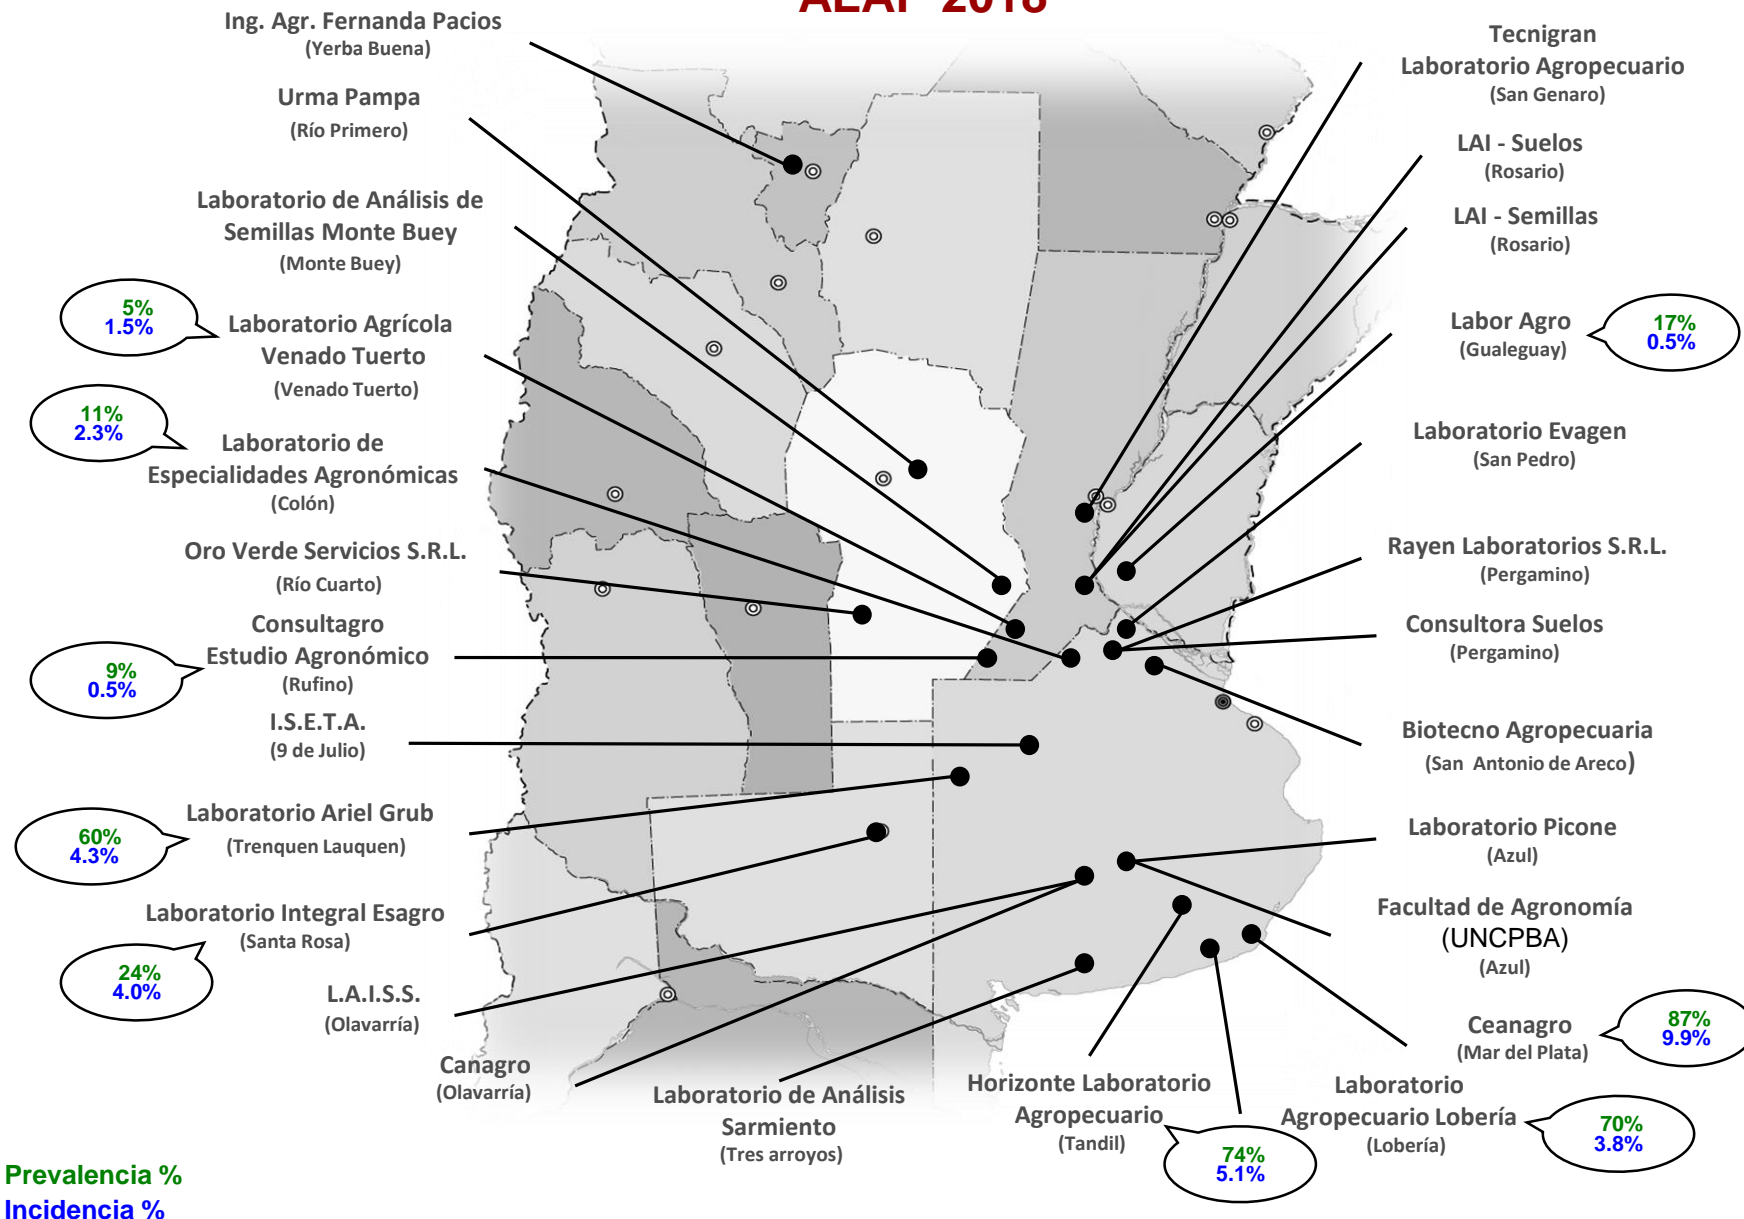 Ing. Agr. Fernanda Pacios
(Yerba Buena)
Urma Pampa
(Río Primero)
Laboratorio de Análisis de
Semillas Monte Buey
(Monte Buey)
5%
1.5%
Laboratorio Agrícola
Venado Tuerto
(Venado Tuerto)
11%
2.3%
Laboratorio de
Especialidades Agronómicas
(Colón)
Oro Verde Servicios S.R.L.
(Río Cuarto)
Consultagro
Estudio Agronómico
(Rufino)
9%
0.5%
I.S.E.T.A.
(9 de Julio)
Laboratorio Ariel Grub
(Trenquen Lauquen)
60%
4.3%
Laboratorio Integral Esagro
(Santa Rosa)
24%
4.0%
L.A.I.S.S.
(Olavarría)
Canagro
(Olavarría)
Laboratorio de Análisis
Sarmiento
(Tres arroyos)
Horizonte Laboratorio
Agropecuario
(Tandil)
74%
5.1%
Laboratorio
Agropecuario Lobería
(Lobería)
70%
3.8%
Tecnigran
Laboratorio Agropecuario
(San Genaro)
LAI - Suelos
(Rosario)
LAI - Semillas
(Rosario)
Labor Agro
(Gualeguay)
17%
0.5%
Laboratorio Evagen
(San Pedro)
Rayen Laboratorios S.R.L.
(Pergamino)
Consultora Suelos
(Pergamino)
Biotecno Agropecuaria
(San Antonio de Areco)
Laboratorio Picone
(Azul)
Facultad de Agronomía
(UNCPBA)
(Azul)
Ceanagro
(Mar del Plata)
87%
9.9%
Prevalencia %
Incidencia %